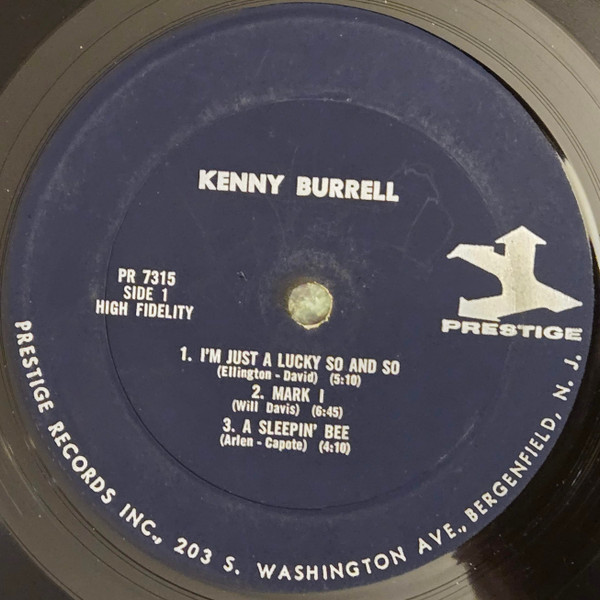 KENNY BURRELL
PR 7315
SIDE 1
HIGH FIDELITY
PRESTIGE
1. I'M JUST A LUCKY SO AND SO
(Ellington - David) (5:10)
2. MARK I
(Will Davis) (6:45)
3. A SLEEPIN' BEE
(Arlen - Capote) (4:10)
PRESTIGE RECORDS INC., 203 S. WASHINGTON AVE., BERGENFIELD, N. J.